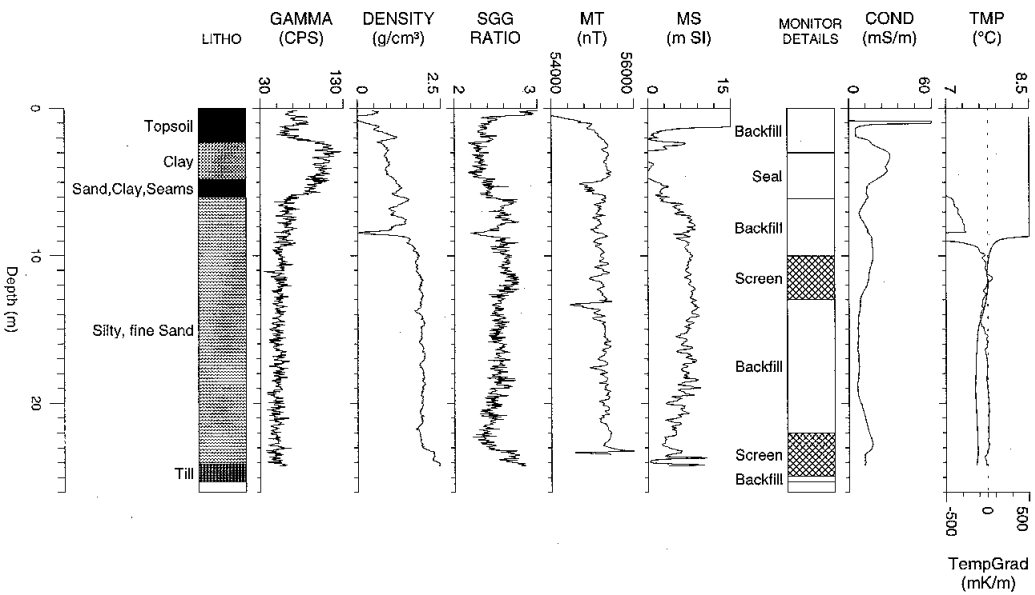 LITHO
GAMMA
(CPS)
DENSITY
(g/cm³)
SGG
RATIO
MT
(nT)
MS
(m SI)
MONITOR
DETAILS
COND
(mS/m)
TMP
(°C)
30 130
0 2.5
2 3
54000 56000
0 15
0 60
7 8.5
0
10
20
Depth (m)
Topsoil
Clay
Sand,Clay,Seams
Silty, fine Sand
Till
Backfill
Seal
Backfill
Screen
Backfill
Screen
Backfill
-500 0 500
TempGrad
(mK/m)